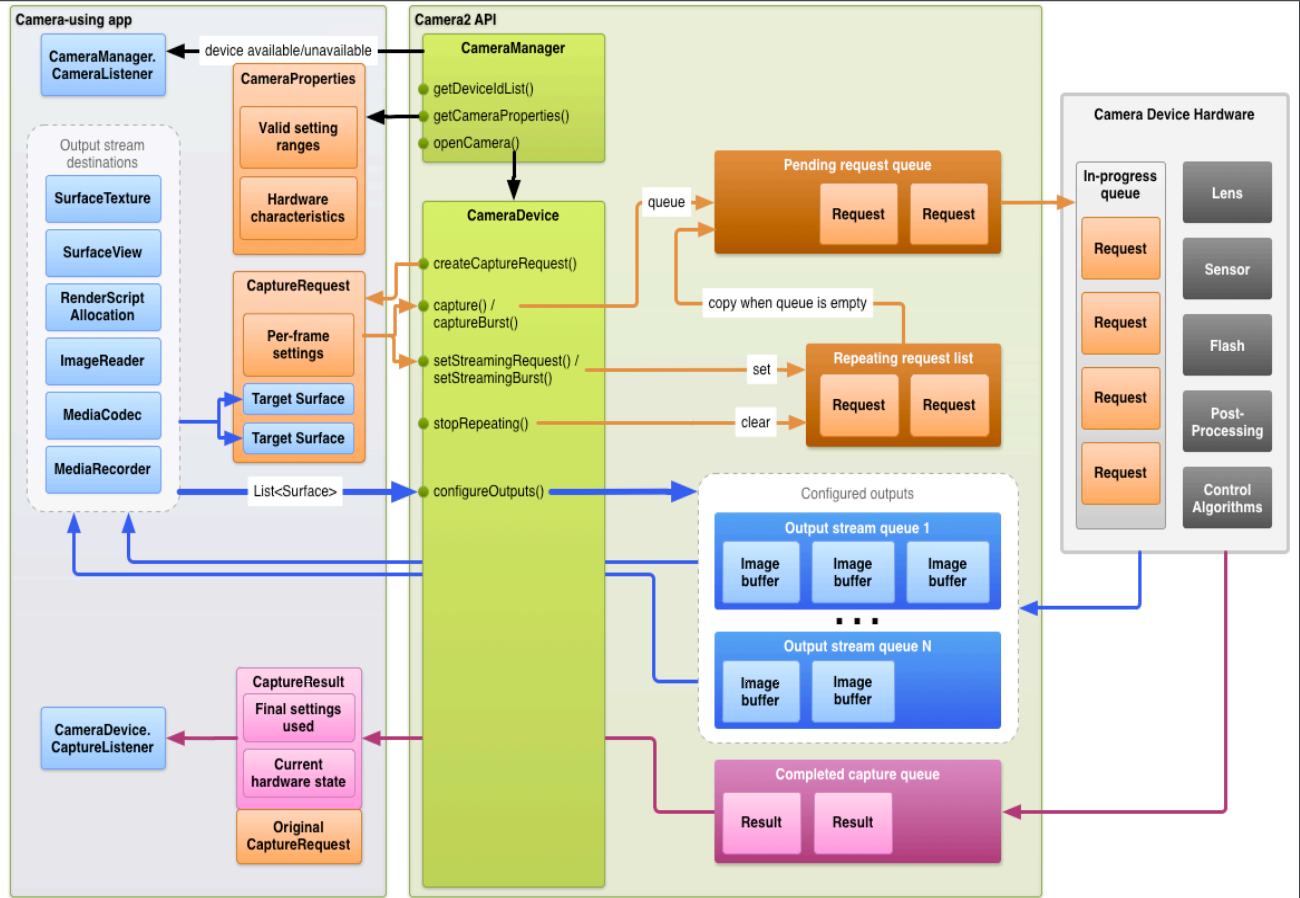 Camera-using app
CameraManager.
CameraListener
device available/unavailable
CameraProperties
Valid setting
ranges
Hardware
characteristics
Output stream
destinations
SurfaceTexture
SurfaceView
RenderScript
Allocation
ImageReader
MediaCodec
MediaRecorder
CaptureRequest
Per-frame
settings
Target Surface
Target Surface
List<Surface>
CaptureResult
Final settings
used
Current
hardware state
Original
CaptureRequest
CameraDevice.
CaptureListener
Camera2 API
CameraManager
getDeviceIdList()
getCameraProperties()
openCamera()
CameraDevice
createCaptureRequest()
capture() /
captureBurst()
setStreamingRequest() /
setStreamingBurst()
stopRepeating()
configureOutputs()
queue
Pending request queue
Request
Request
copy when queue is empty
set
clear
Repeating request list
Request
Request
Configured outputs
Output stream queue 1
Image
buffer
Image
buffer
Image
buffer
...
Output stream queue N
Image
buffer
Image
buffer
Completed capture queue
Result
Result
Camera Device Hardware
In-progress
queue
Request
Request
Request
Request
Lens
Sensor
Flash
Post-
Processing
Control
Algorithms